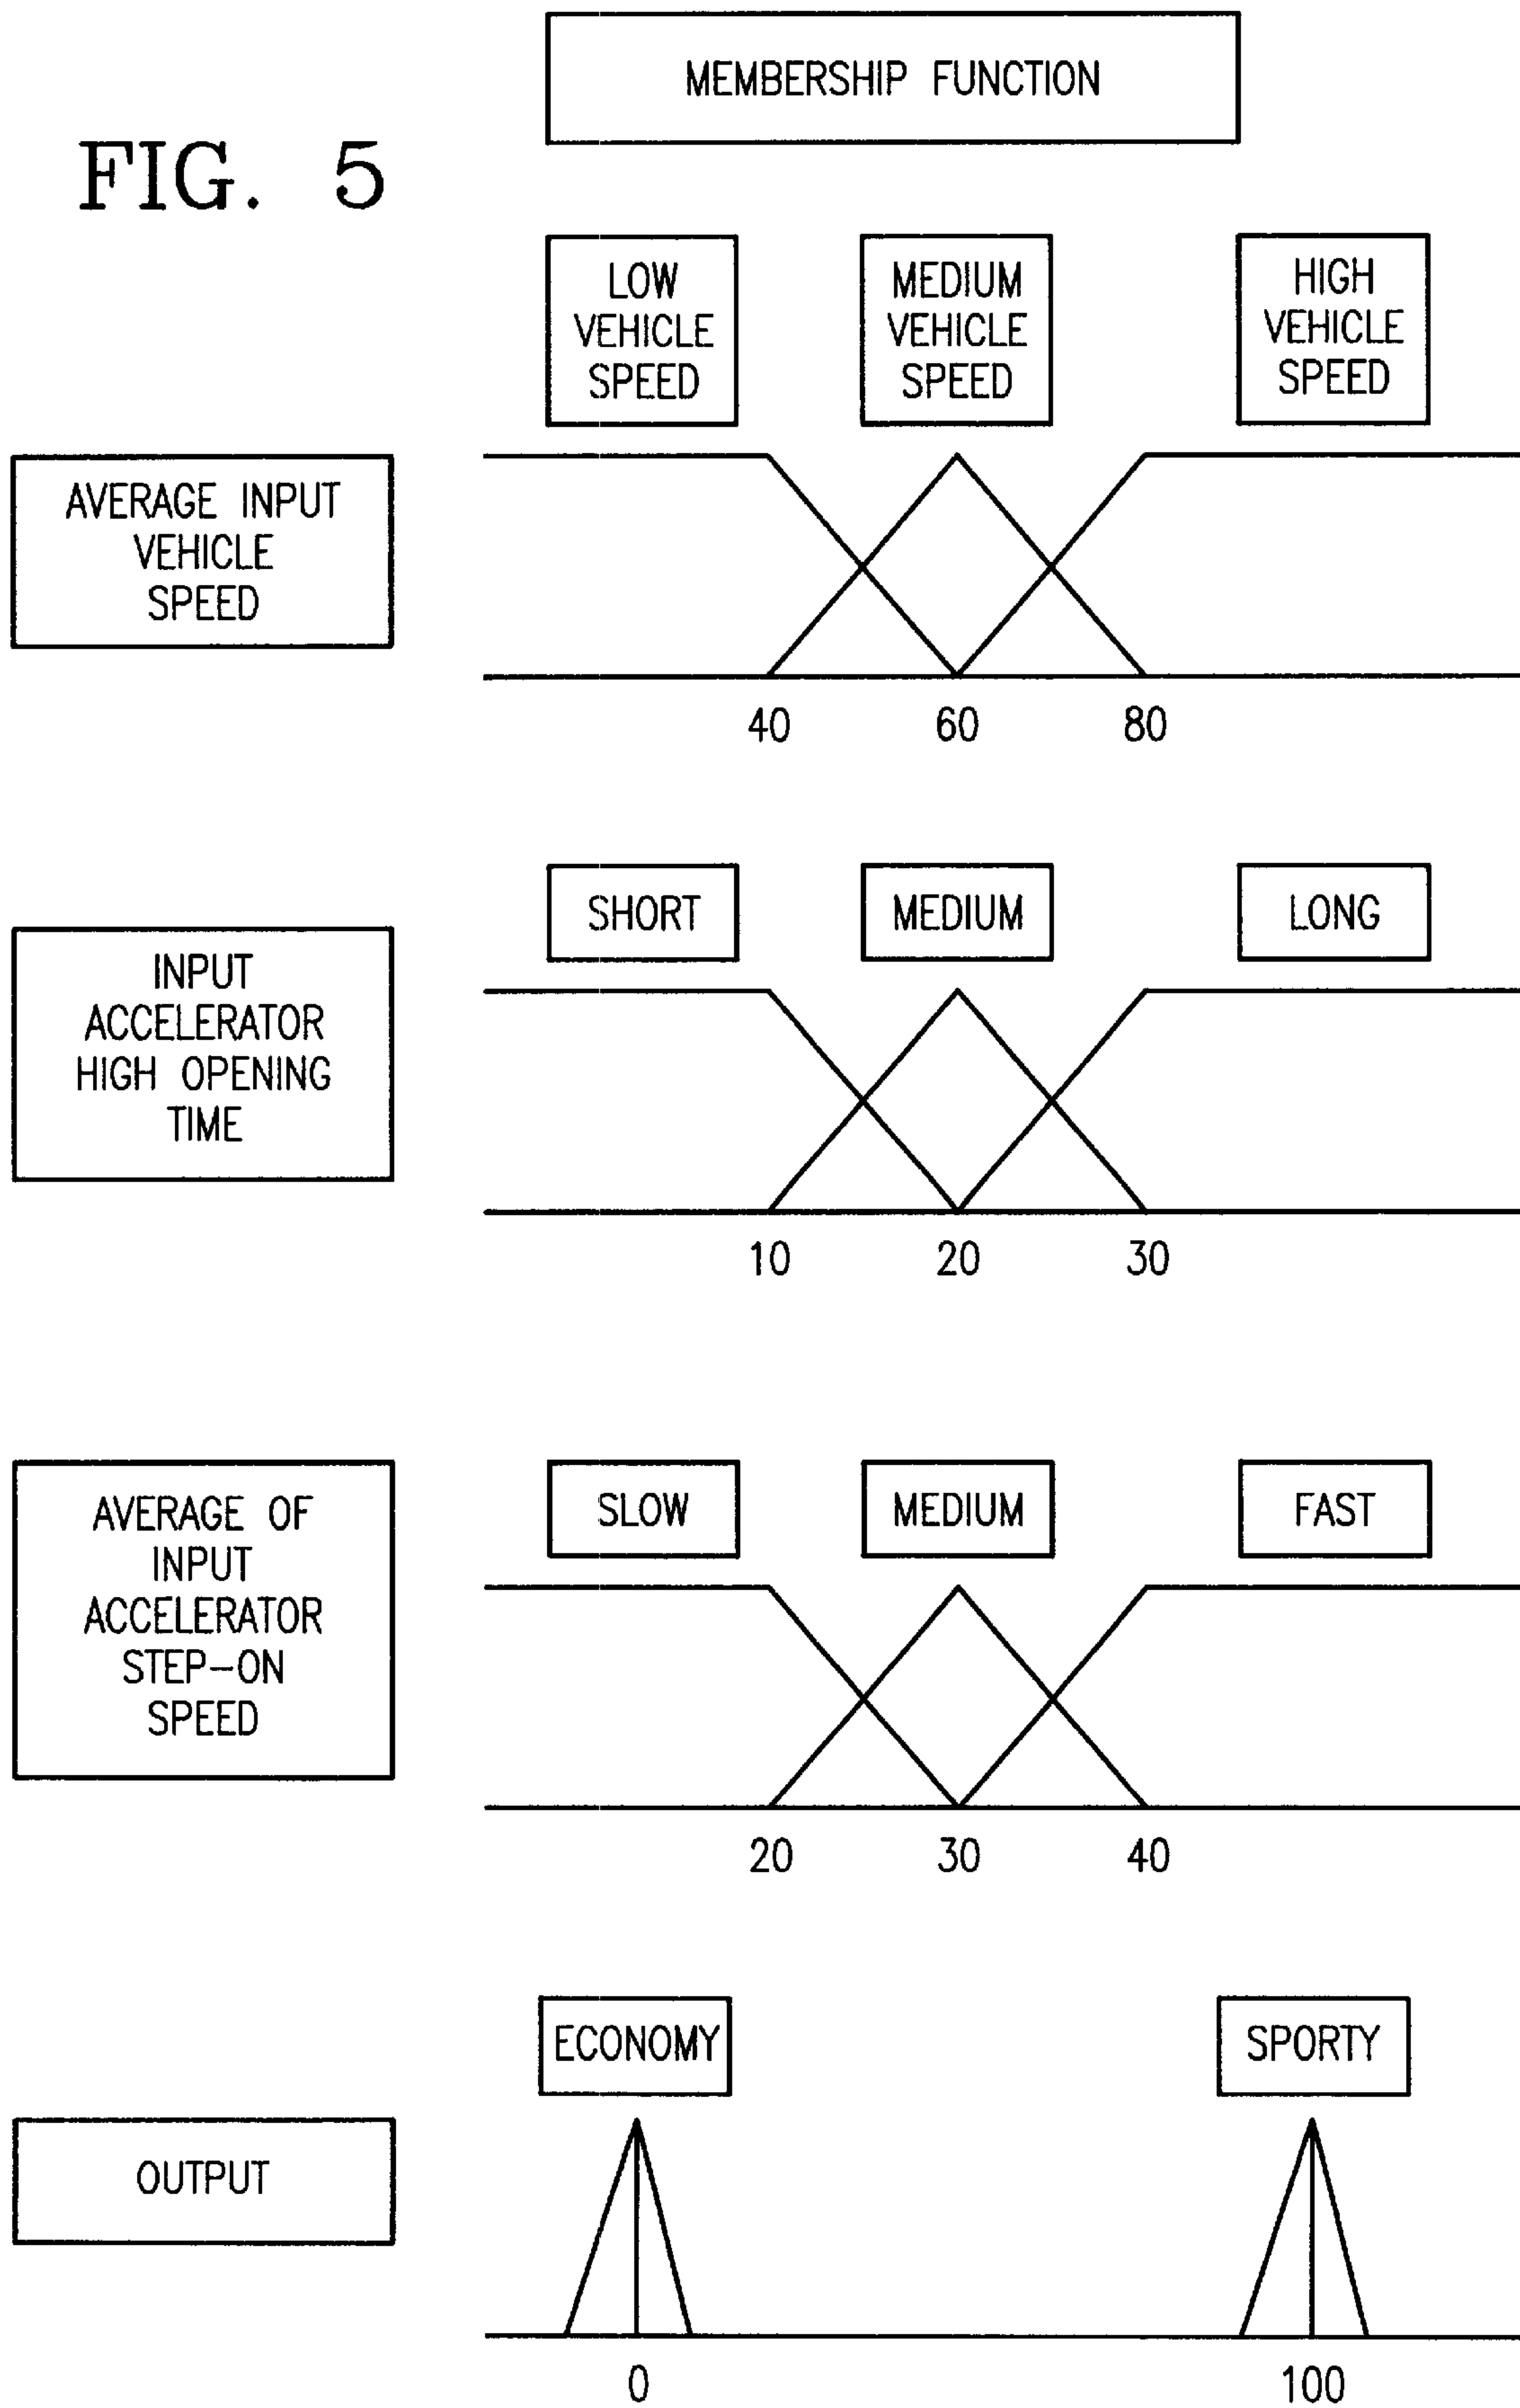 MEMBERSHIP FUNCTION
FIG. 5
LOW
VEHICLE
SPEED
MEDIUM
VEHICLE
SPEED
HIGH
VEHICLE
SPEED
AVERAGE INPUT
VEHICLE
SPEED
40 60 80
SHORT
MEDIUM
LONG
INPUT
ACCELERATOR
HIGH OPENING
TIME
10 20 30
SLOW
MEDIUM
FAST
AVERAGE OF
INPUT
ACCELERATOR
STEP-ON
SPEED
20 30 40
ECONOMY
SPORTY
OUTPUT
0 100